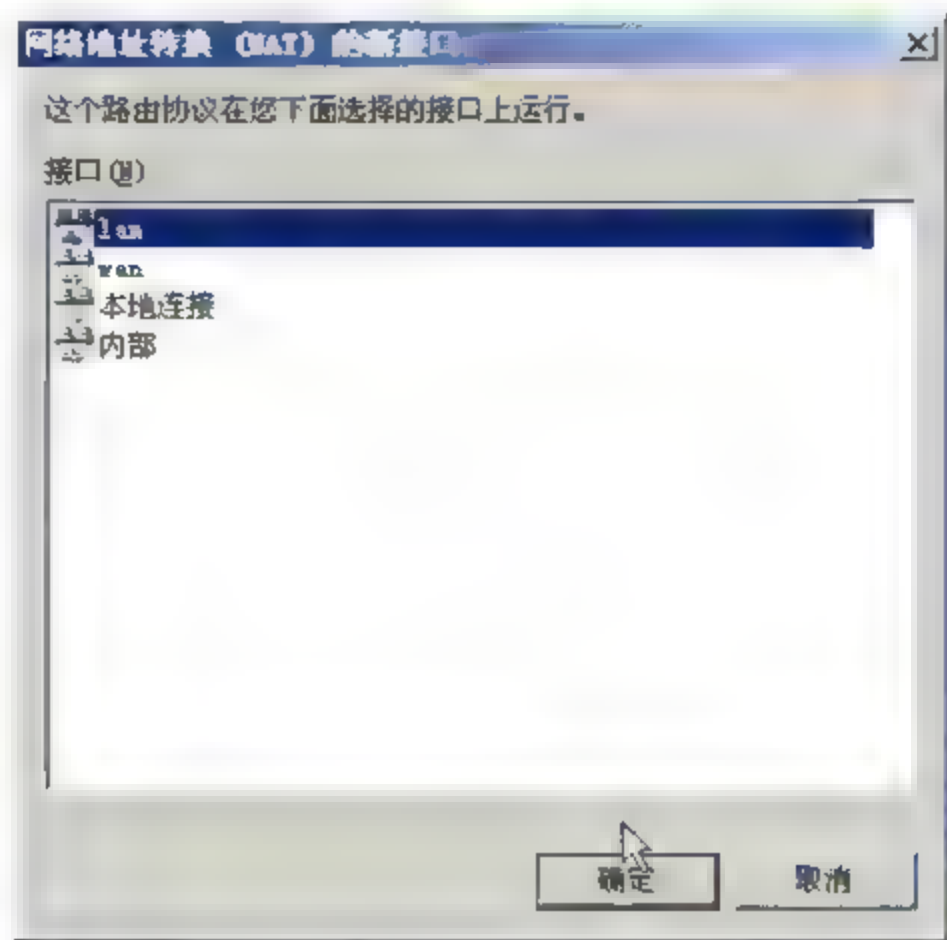 网络地址转换 (NAT) 的新接口
这个路由协议在您下面选择的接口上运行。
接口(N)
lan
wan
本地连接
内部
确定
取消